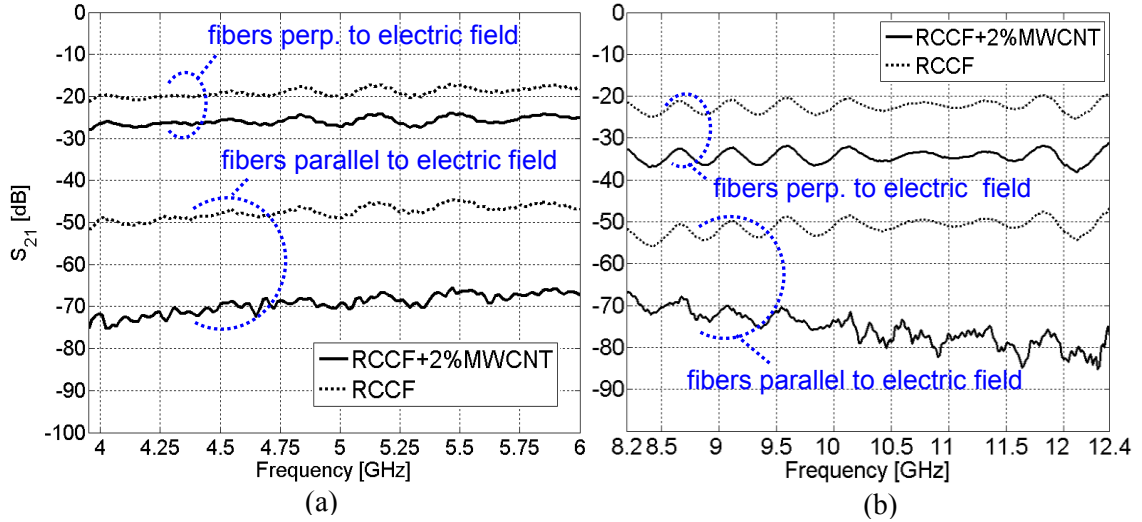 0
-10
-20
-30
-40
-50
-60
-70
-80
-90
-100
S21 [dB]
fibers perp. to electric field
fibers parallel to electric field
RCCF+2%MWCNT
RCCF
4 4.25 4.5 4.75 5 5.25 5.5 5.75 6
Frequency [GHz]
(a)
0
-10
-20
-30
-40
-50
-60
-70
-80
-90
RCCF+2%MWCNT
RCCF
fibers perp. to electric field
fibers parallel to electric field
8.2 8.5 9 9.5 10 10.5 11 11.5 12 12.4
Frequency [GHz]
(b)